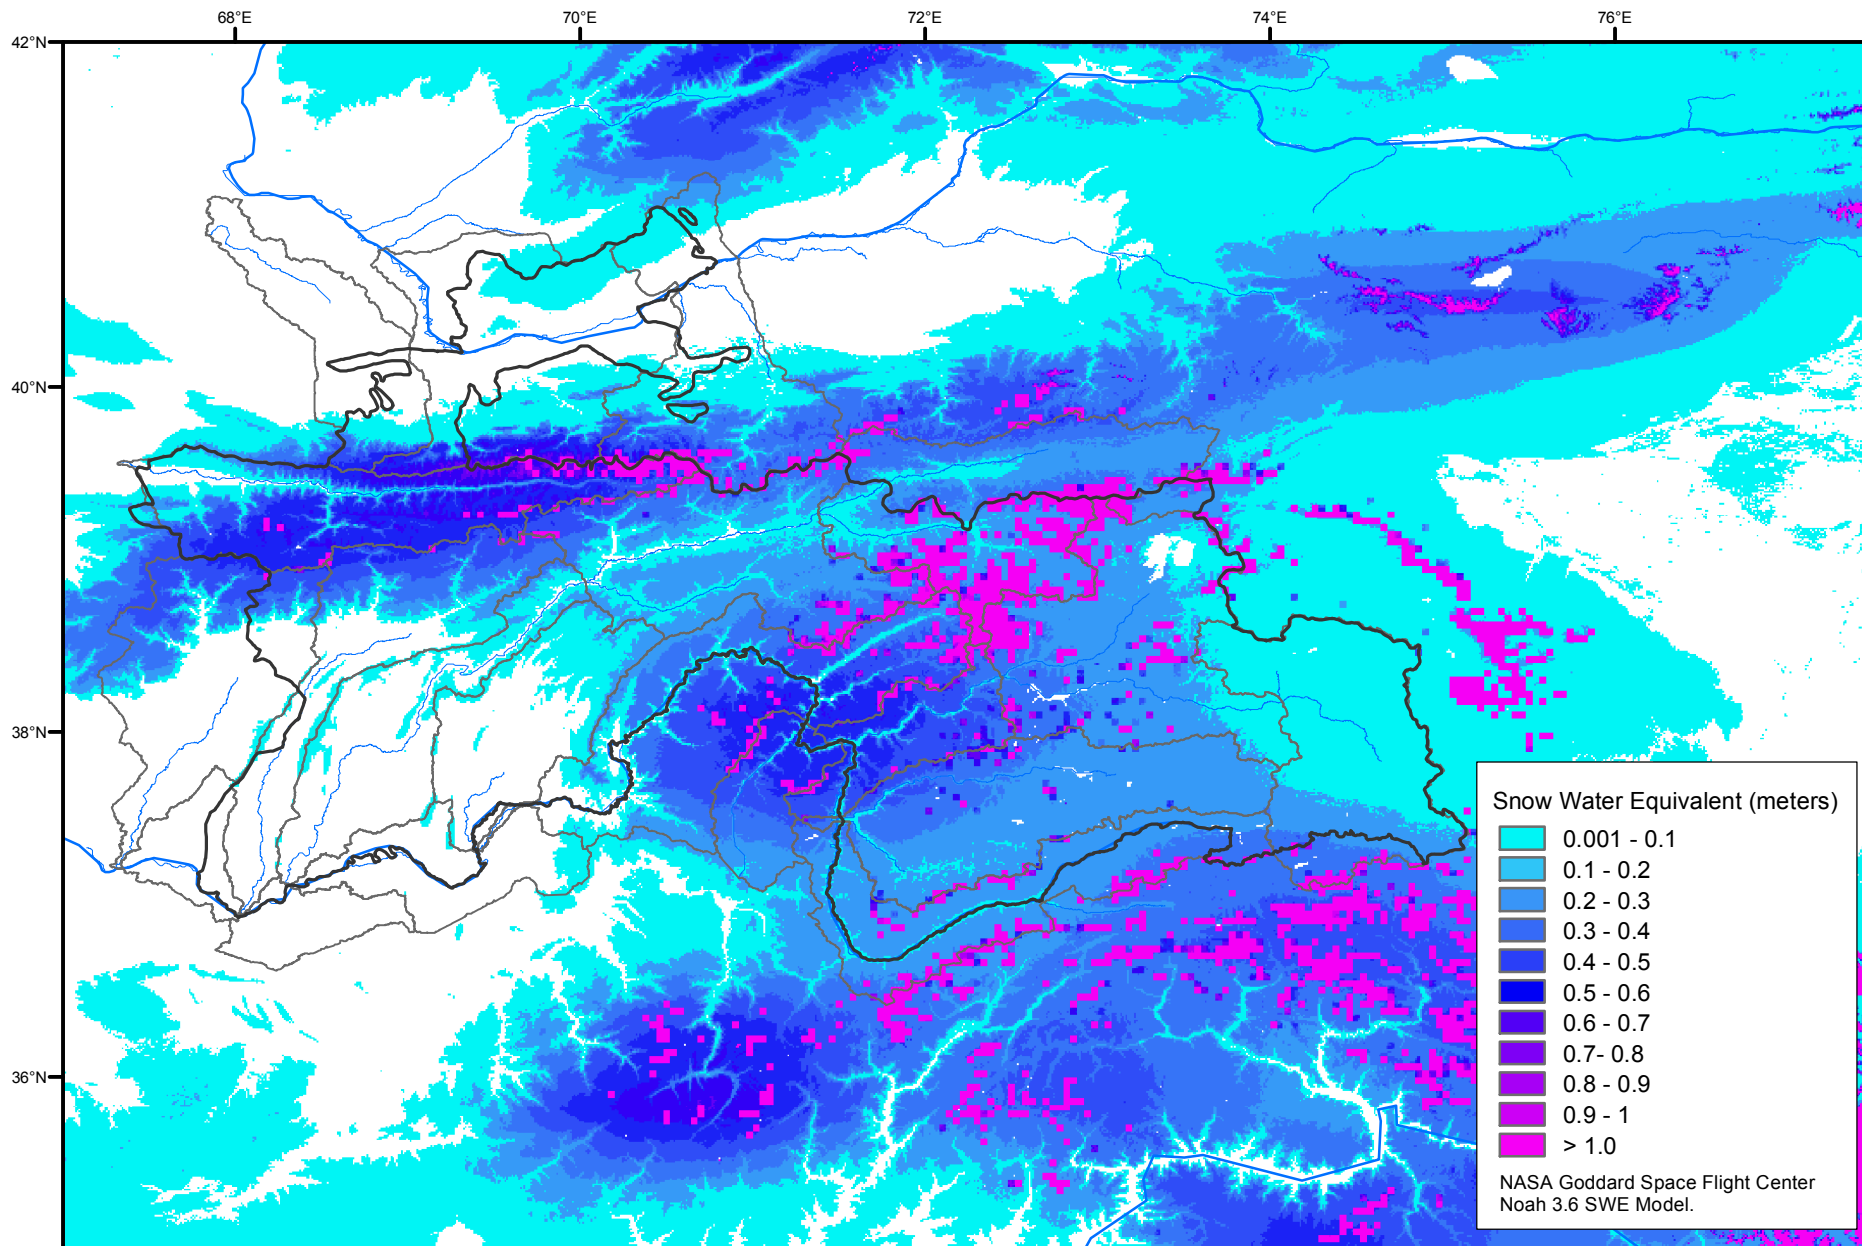 68°E
70°E
72°E
74°E
76°E
42°N
40°N
38°N
36°N
Snow Water Equivalent (meters)
0.001 - 0.1
0.1 - 0.2
0.2 - 0.3
0.3 - 0.4
0.4 - 0.5
0.5 - 0.6
0.6 - 0.7
0.7- 0.8
0.8 - 0.9
0.9 - 1
> 1.0
NASA Goddard Space Flight Center
Noah 3.6 SWE Model.